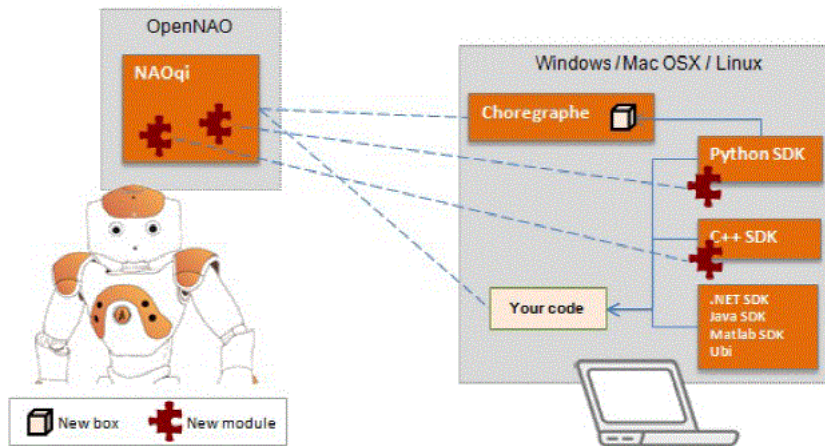 OpenNAO
NAOqi
Windows / Mac OSX / Linux
Choregraphe
Python SDK
C++ SDK
Your code
.NET SDK
Java SDK
Matlab SDK
Ubi
New box
New module